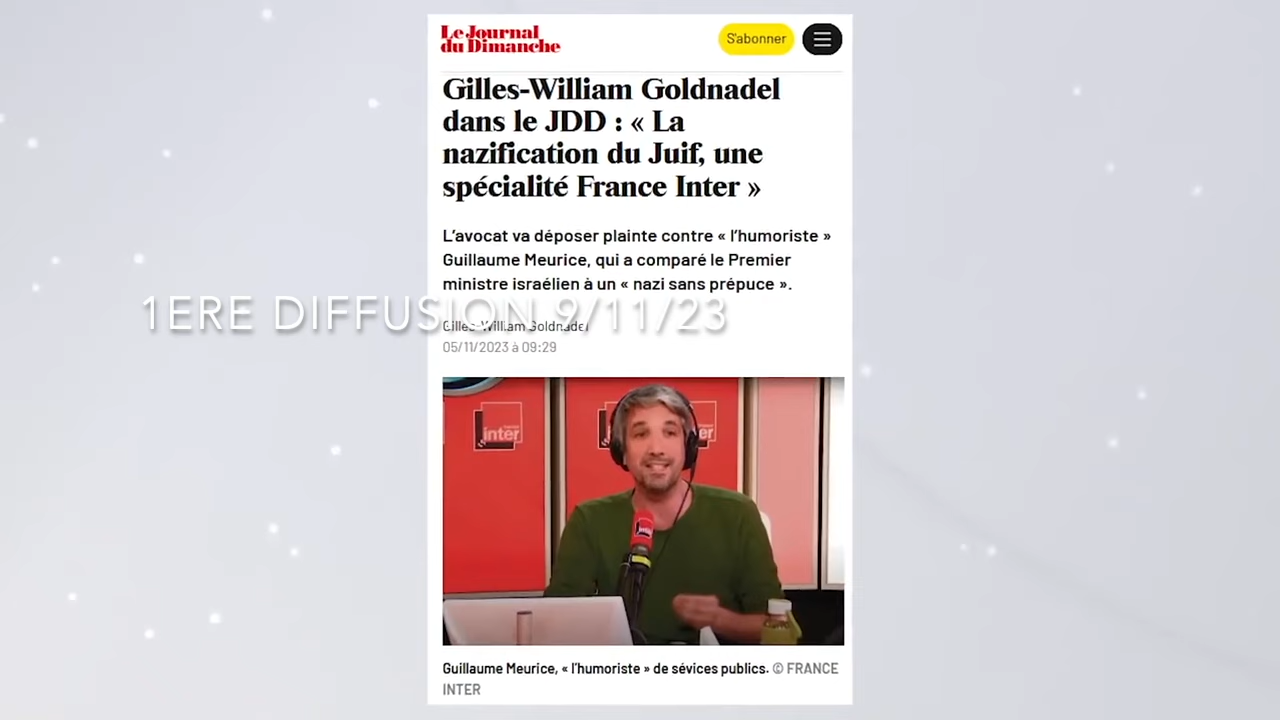 Le Journal
du Dimanche
S'abonner
Gilles-William Goldnadel
dans le JDD : « La
nazification du Juif, une
spécialité France Inter »
L'avocat va déposer plainte contre « l'humoriste »
Guillaume Meurice, qui a comparé le Premier
ministre israélien à un « nazi sans prépuce ».
1ERE DIFFUSION 9/11/23
Gilles-William Goldnadel
05/11/2023 à 09:29
inter
inter
Guillaume Meurice, « l'humoriste » de sévices publics. © FRANCE
INTER